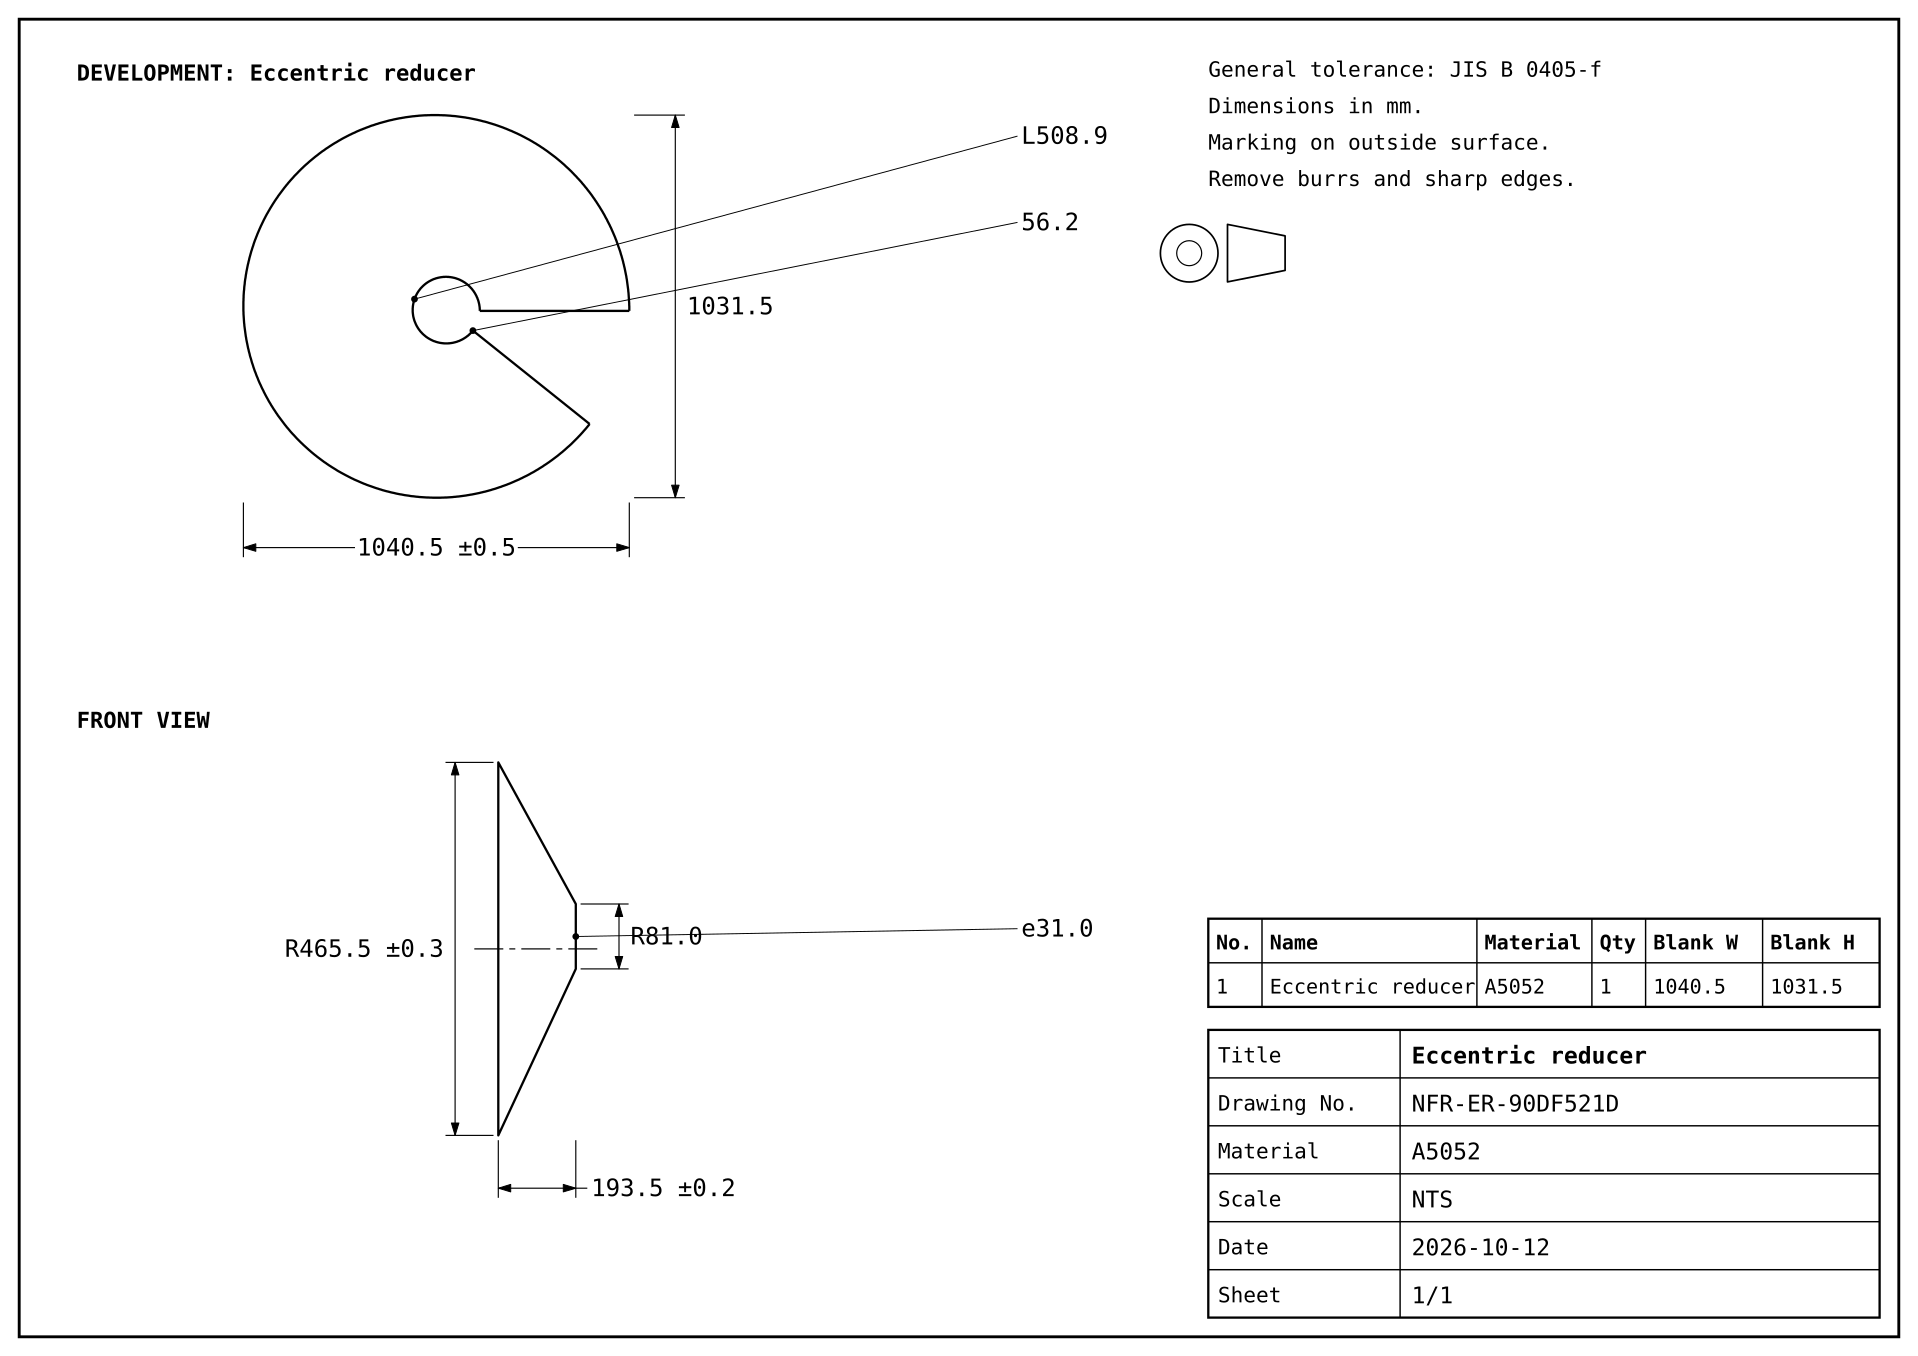 DEVELOPMENT: Eccentric reducer
L508.9
56.2
1031.5
1040.5 ±0.5
General tolerance: JIS B 0405-f
Dimensions in mm.
Marking on outside surface.
Remove burrs and sharp edges.
FRONT VIEW
R465.5 ±0.3
R81.0
e31.0
193.5 ±0.2
No. Name Material Qty Blank W Blank H
1 Eccentric reducer A5052 1 1040.5 1031.5
Title Eccentric reducer
Drawing No. NFR-ER-90DF521D
Material A5052
Scale NTS
Date 2026-10-12
Sheet 1/1